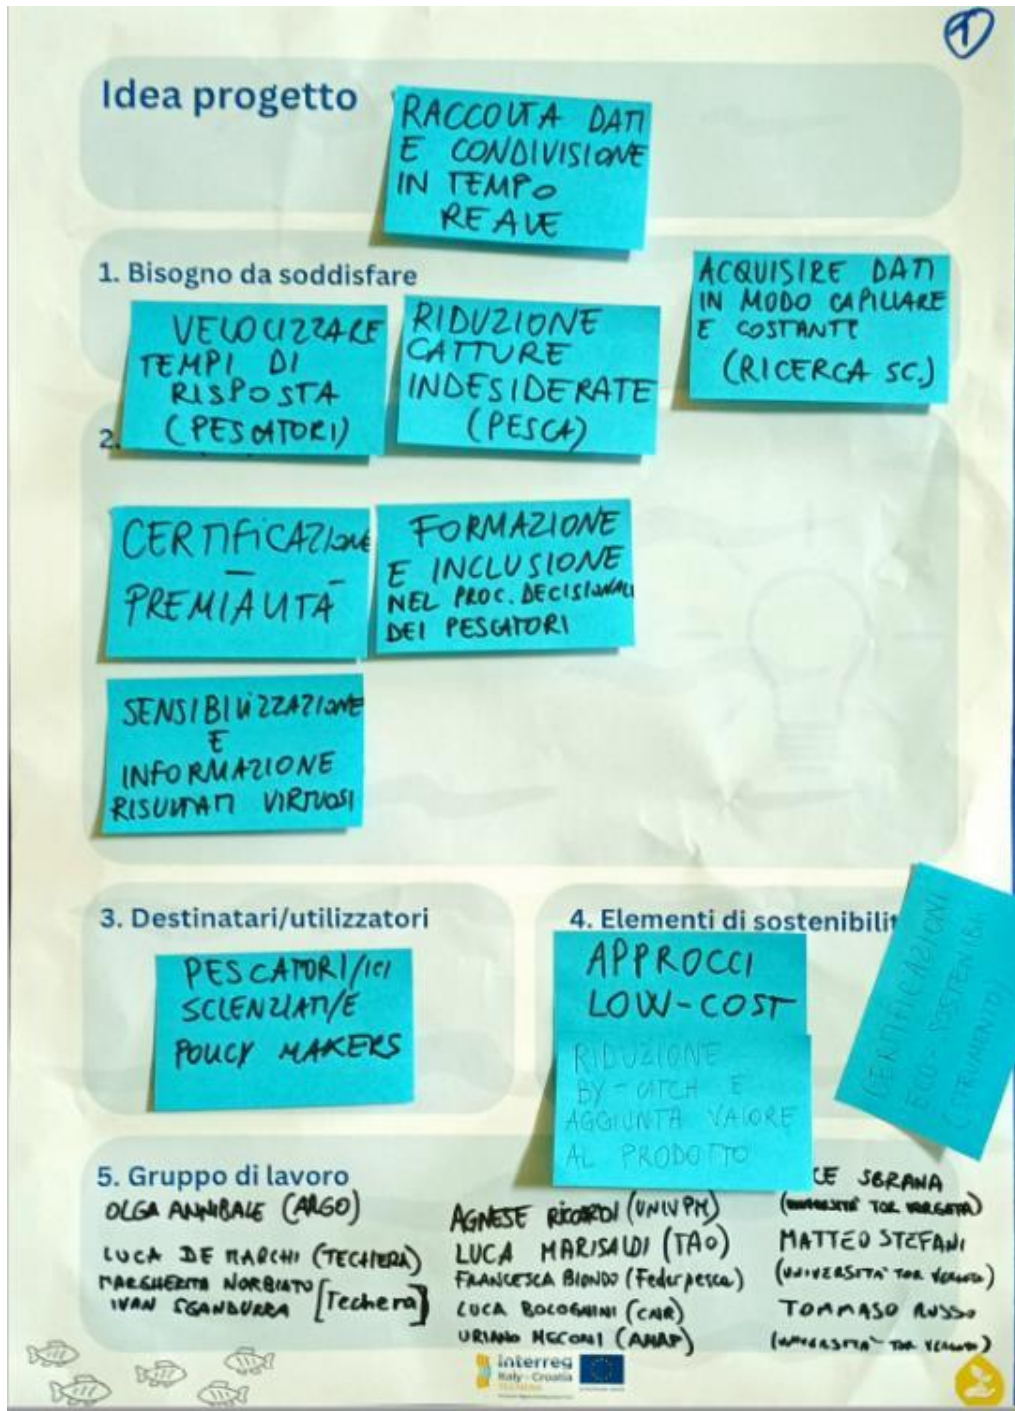 1
Idea progetto
RACCOLTA DATI
E CONDIVISIONE
IN TEMPO
REALE
1. Bisogno da soddisfare
VELOCIZZARE
TEMPI DI
RISPOSTA
(PESCATORI)
RIDUZIONE
CATTURE
INDESIDERATE
(PESCA)
ACQUISIRE DATI
IN MODO CAPILLARE
E COSTANTE
(RICERCA SC.)
2.
CERTIFICAZIONE
—
PREMIALITÀ
FORMAZIONE
E INCLUSIONE
NEL PROC. DECISIONALI
DEI PESCATORI
SENSIBILIZZAZIONE
E
INFORMAZIONE
RISULTATI VIRTUOSI
3. Destinatari/utilizzatori
PESCATORI/ICI
SCIENZIATI/E
POLICY MAKERS
4. Elementi di sostenibilit
APPROCCI
LOW-COST
RIDUZIONE
BY-CATCH E
AGGIUNTA VALORE
AL PRODOTTO
CERTIFICAZIONI
ECO-SOSTENIBILI
(STRUMENTO)
5. Gruppo di lavoro
OLGA ANNIBALE (ARGO)
LUCA DE MARCHI (TECHERA)
MARGHERITA NORBIATO
IVAN SGANDURRA [Techera]
AGNESE RICCARDI (UNIVPM)
LUCA MARISALDI (TAO)
FRANCESCA BIONDO (Federpesca)
LUCA BOLOGNINI (CNR)
URIANO MECONI (AMAP)
CE SBRANA
(UNIVERSITÀ TOR VERGATA)
MATTEO STEFANI
(UNIVERSITÀ TOR VERGATA)
TOMMASO RUSSO
(UNIVERSITÀ TOR VERGATA)
Interreg
Italy - Croatia